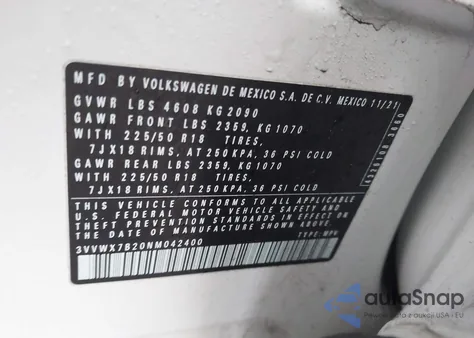 MFD BY VOLKSWAGEN DE MEXICO S.A. DE C.V. MEXICO 11/21
GVWR LBS 4608 KG 2090
GAWR FRONT LBS 2359, KG 1070
WITH 225/50 R18 TIRES,
7JX18 RIMS, AT 250 KPA, 36 PSI COLD
GAWR REAR LBS 2359, KG 1070
WITH 225/50 R18 TIRES,
7JX18 RIMS, AT 250 KPA, 36 PSI COLD
THIS VEHICLE CONFORMS TO ALL APPLICABLE
U.S. FEDERAL MOTOR VEHICLE SAFETY AND
THEFT PREVENTION STANDARDS IN EFFECT ON THE
DATE OF MANUFACTURE SHOWN ABOVE.
3VVWX7B20NM042400 TYPE: MPV
autoSnap